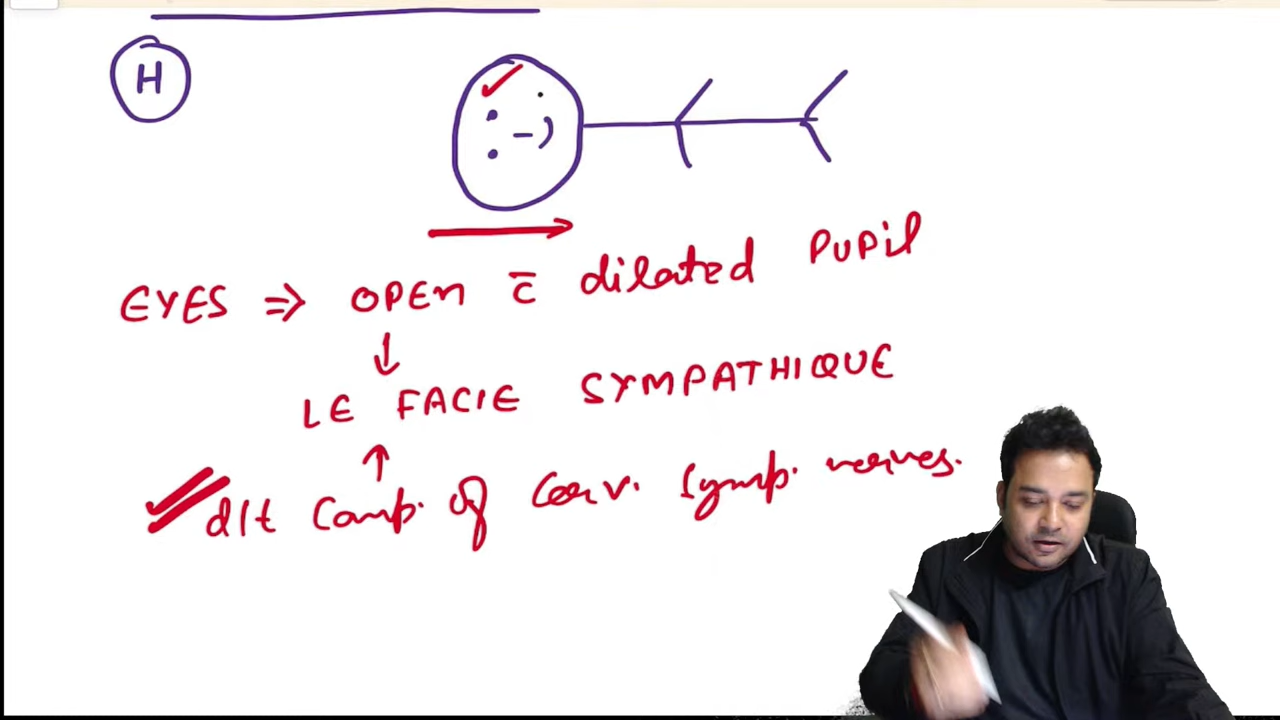 H
EYES ⇒ OPEN c̄ dilated PUPil
↓
LE FACIE SYMPATHIQUE
↑
d/t Comp. of Cerv. Symp. nerves.